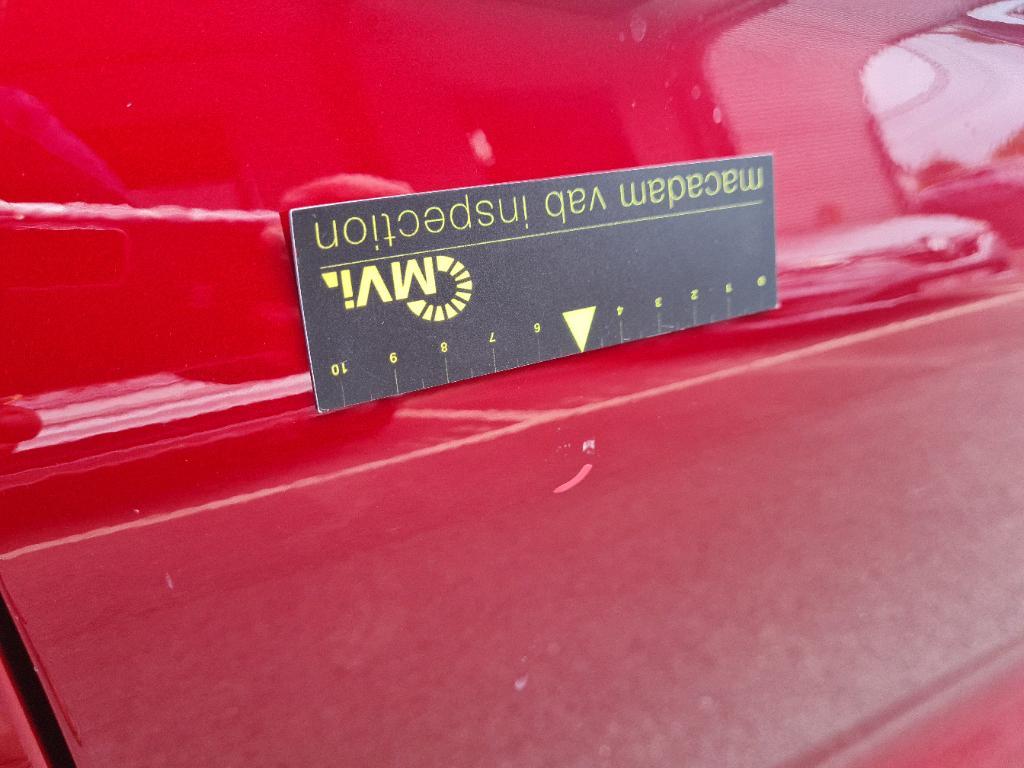 macadam vab inspection
MVi.
0 1 2 3 4 6 7 8 9 10